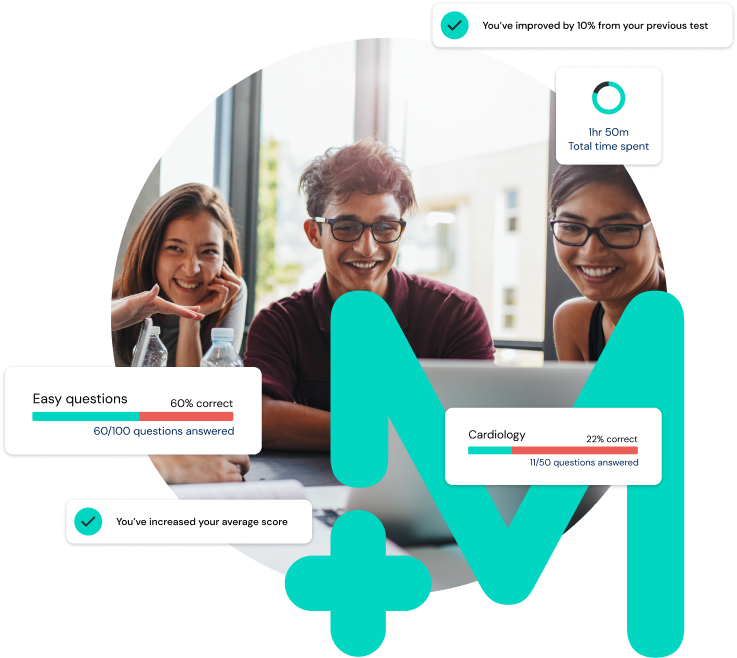 You've improved by 10% from your previous test
1hr 50m
Total time spent
Easy questions
60% correct
60/100 questions answered
Cardiology
22% correct
11/50 questions answered
You've increased your average score